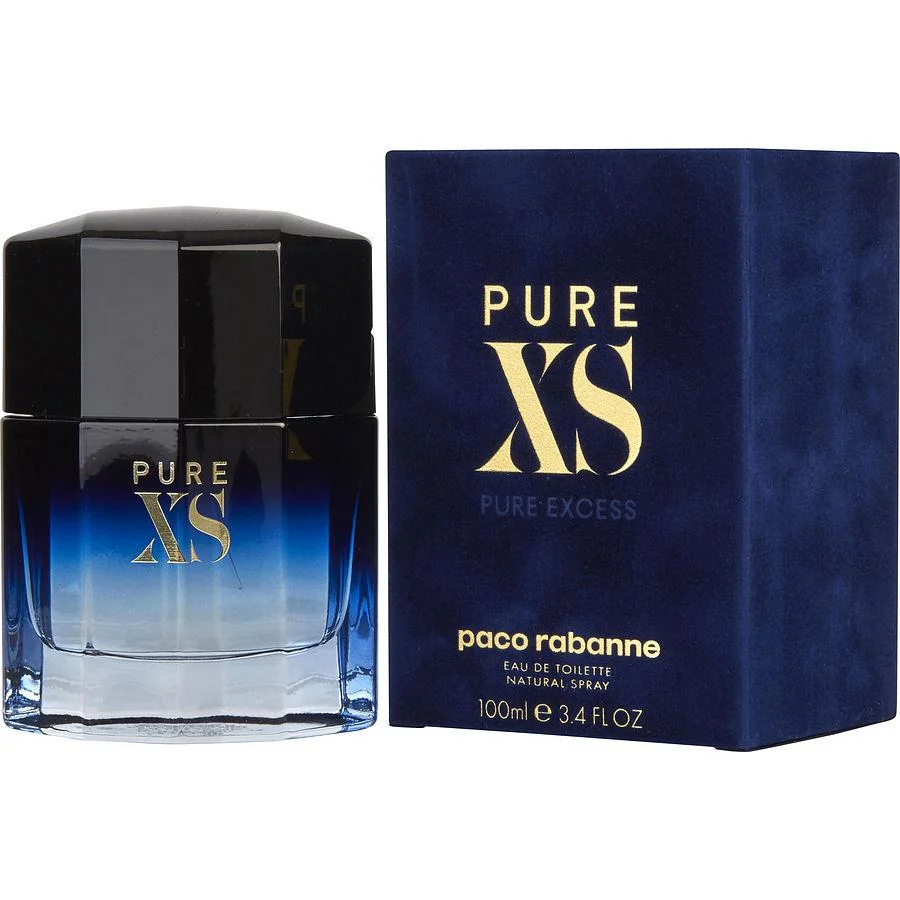 PURE
XS
PURE
XS
PURE EXCESS
paco rabanne
EAU DE TOILETTE
NATURAL SPRAY
100ml e 3.4 FL OZ